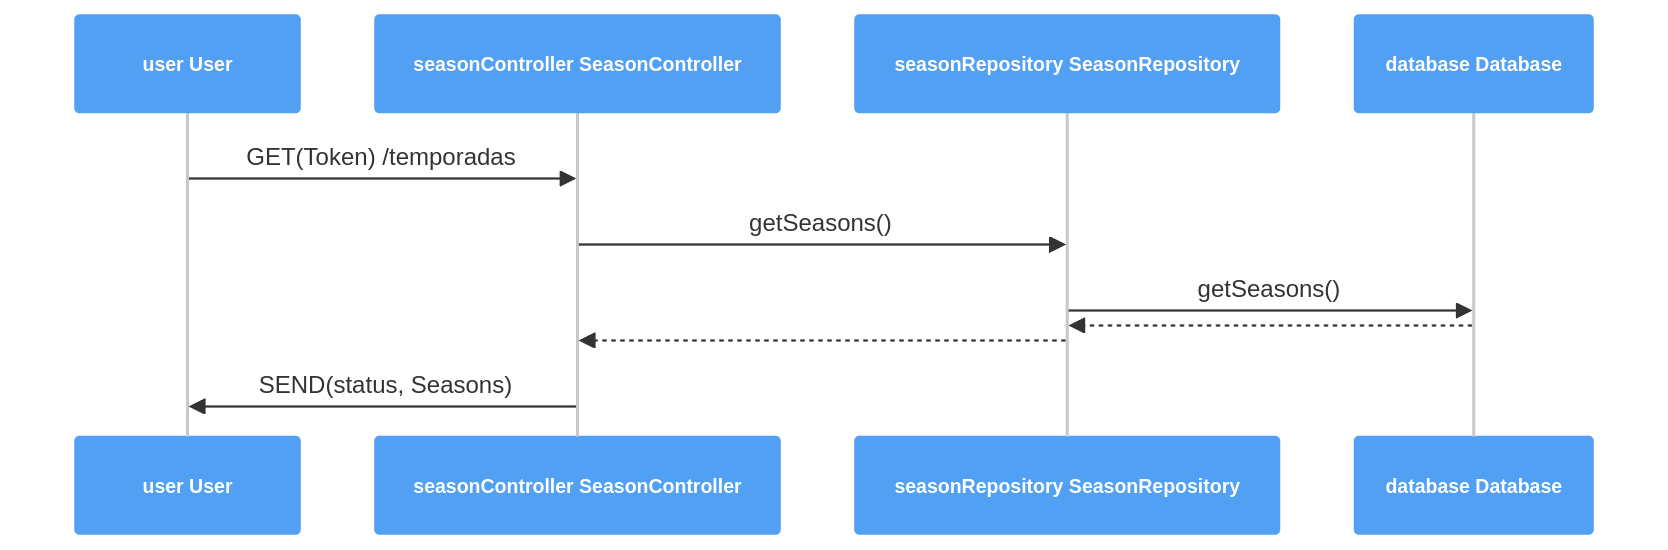 user User
seasonController SeasonController
seasonRepository SeasonRepository
database Database
GET(Token) /temporadas
getSeasons()
getSeasons()
SEND(status, Seasons)
user User
seasonController SeasonController
seasonRepository SeasonRepository
database Database